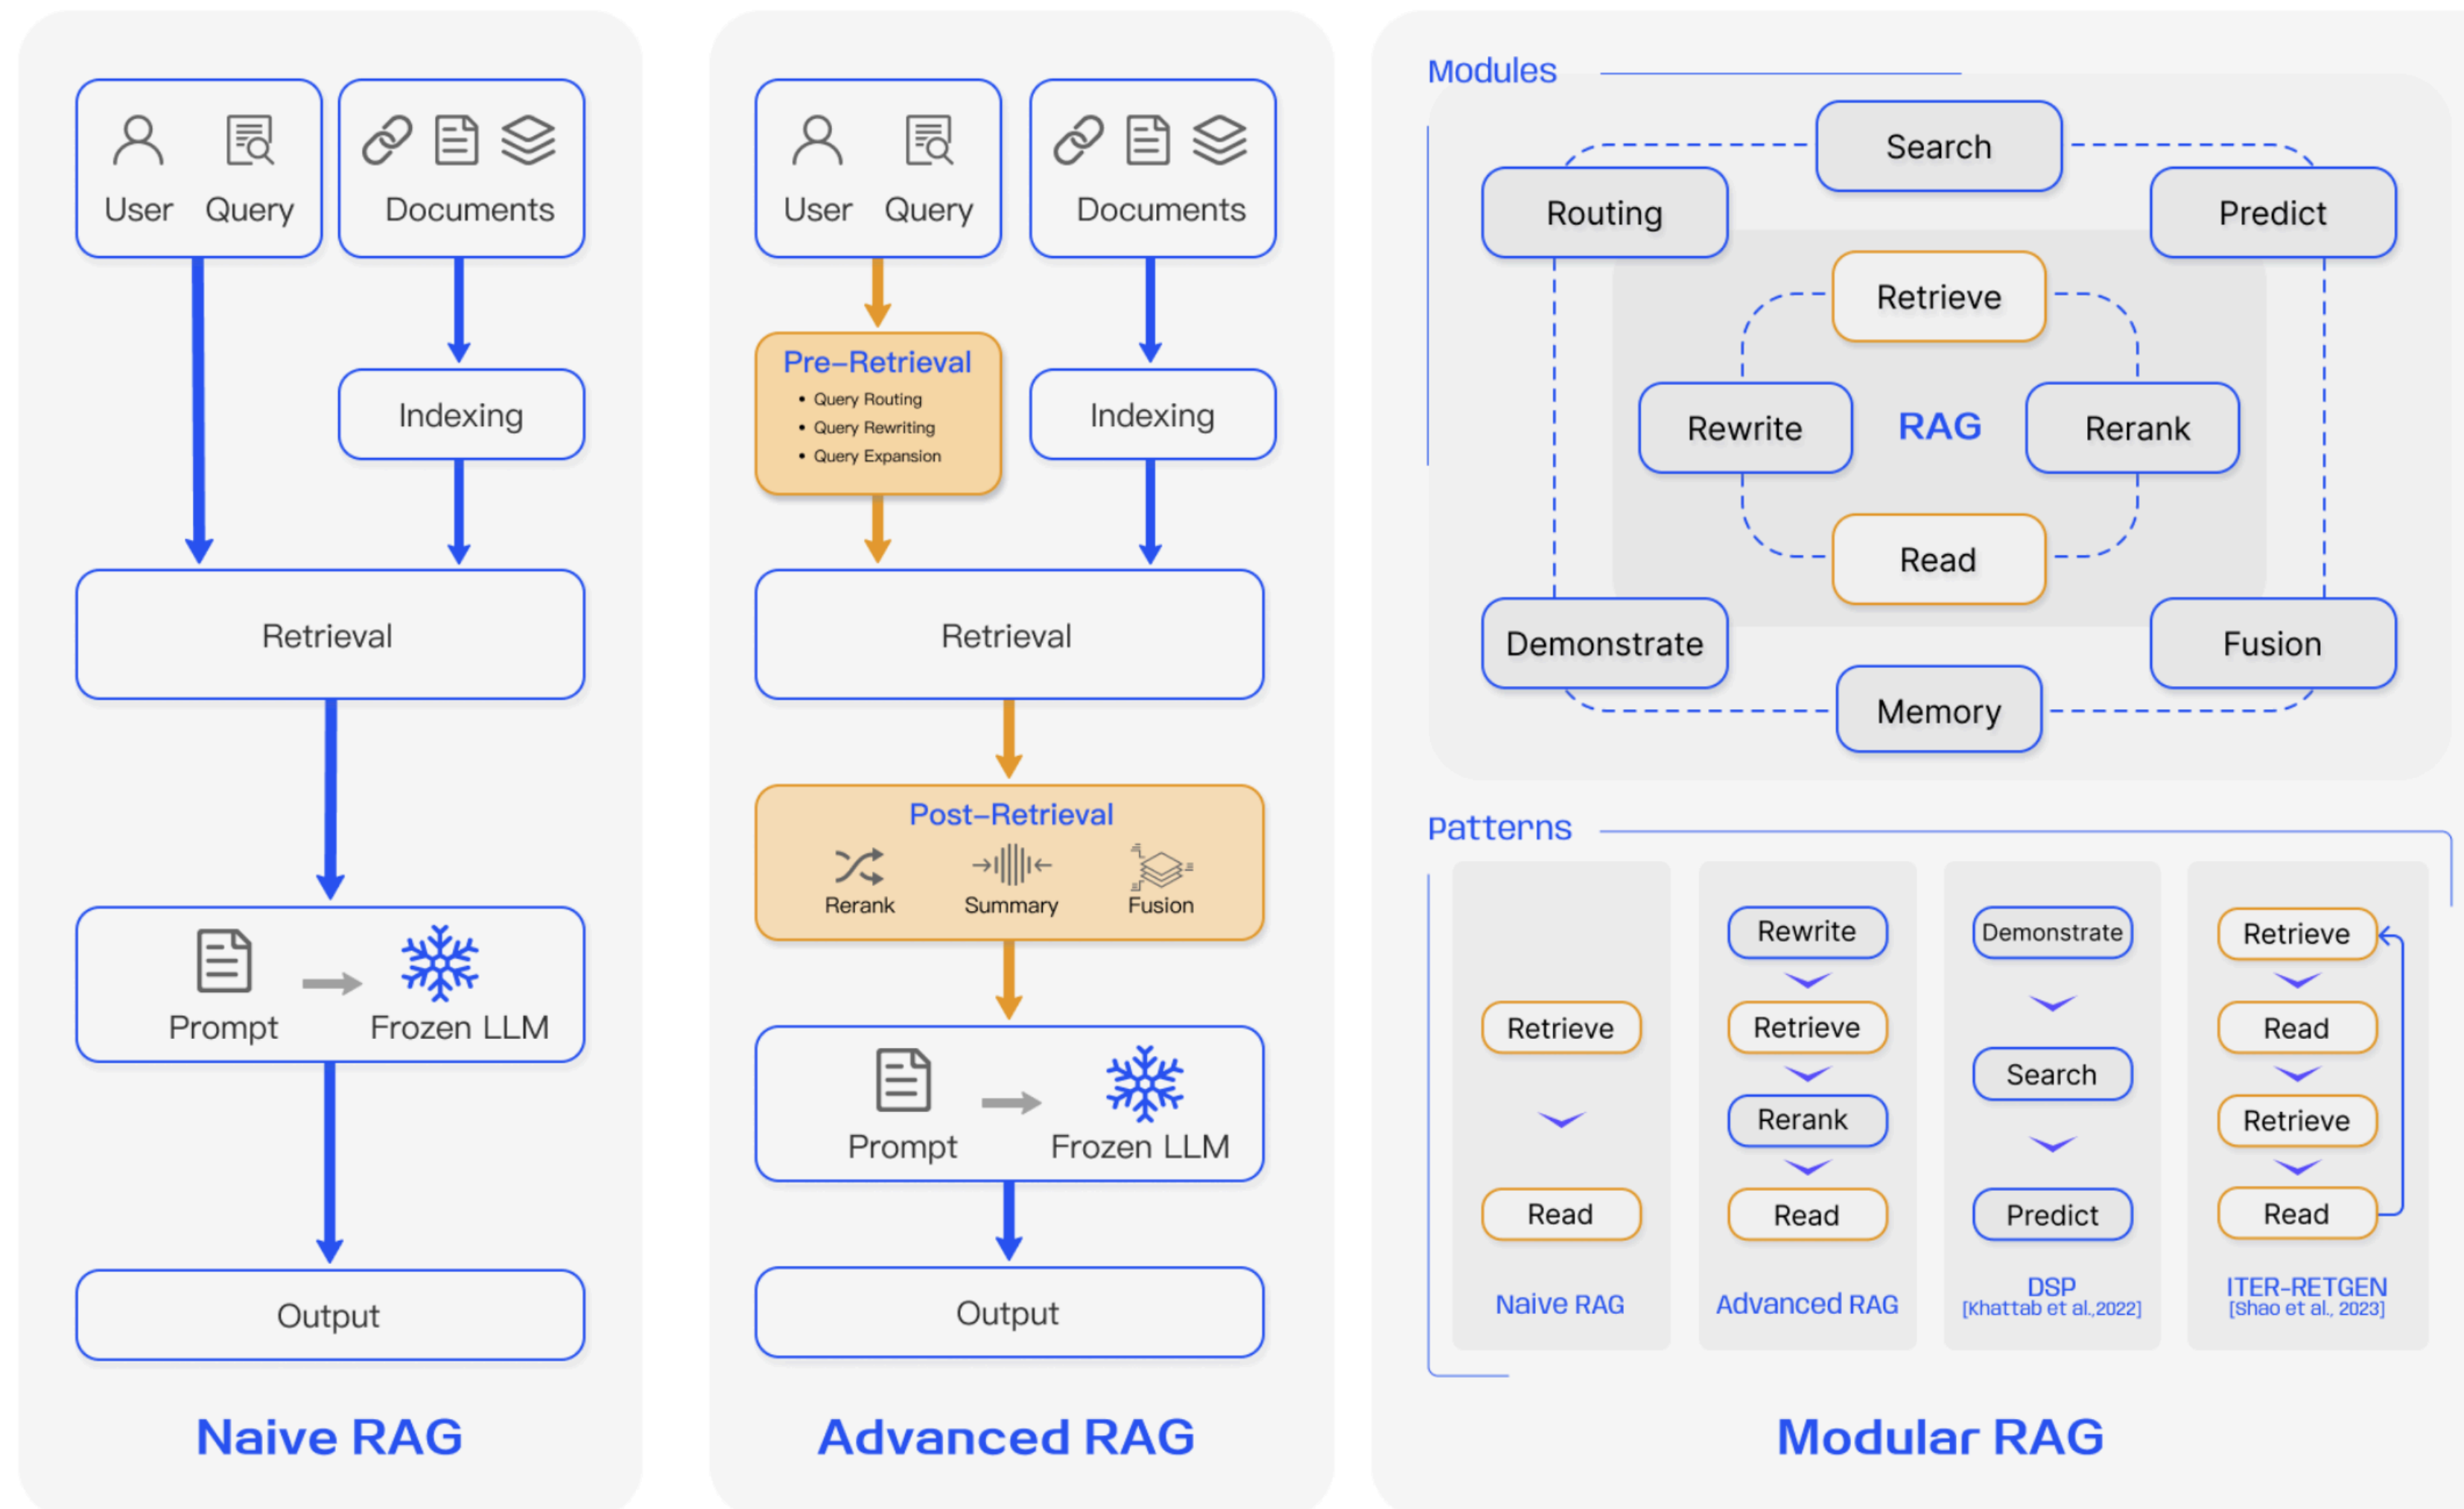 User Query
Documents
Indexing
Retrieval
Prompt
Frozen LLM
Output
Naive RAG
User Query
Documents
Pre-Retrieval
• Query Routing
• Query Rewriting
• Query Expansion
Indexing
Retrieval
Post-Retrieval
Rerank
Summary
Fusion
Prompt
Frozen LLM
Output
Advanced RAG
Modules
Search
Routing
Predict
Retrieve
Rewrite
RAG
Rerank
Read
Demonstrate
Fusion
Memory
Patterns
Retrieve
Read
Naive RAG
Rewrite
Retrieve
Rerank
Read
Advanced RAG
Demonstrate
Search
Predict
DSP
[Khattab et al.,2022]
Retrieve
Read
Retrieve
Read
ITER-RETGEN
[Shao et al., 2023]
Modular RAG